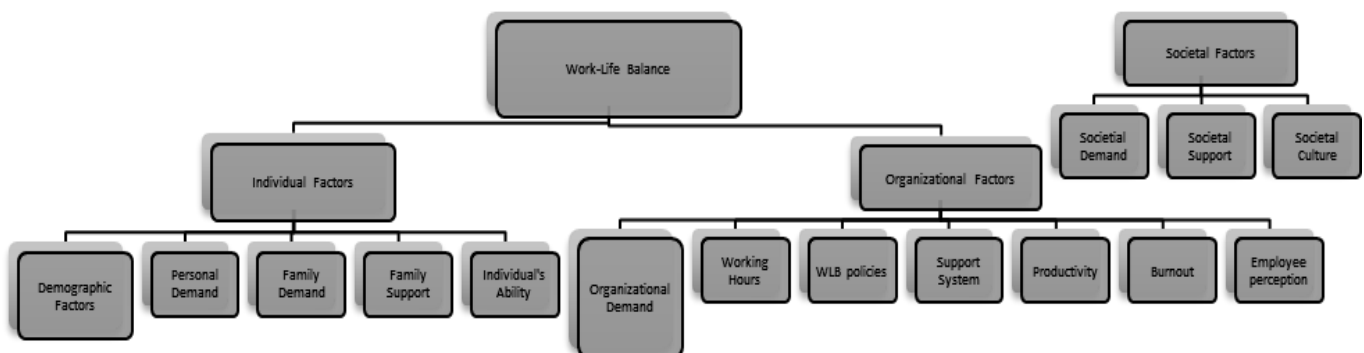 Work-Life Balance
Societal Factors
Societial
Demand
Societal
Support
Societal
Culture
Individual Factors
Organizational Factors
Demographic
Factors
Personal
Demand
Family
Demand
Family
Support
Individual's
Ability
Organizational
Demand
Working
Hours
WLB policies
Support
System
Productivity
Burnout
Employee
perception